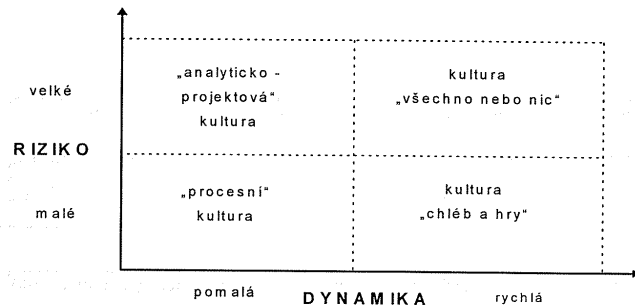 velké
RIZIKO
malé
„analyticko -
projektová“
kultura
kultura
„všechno nebo nic“
„procesní“
kultura
kultura
„chléb a hry“
pomalá
DYNAMIKA
rychlá